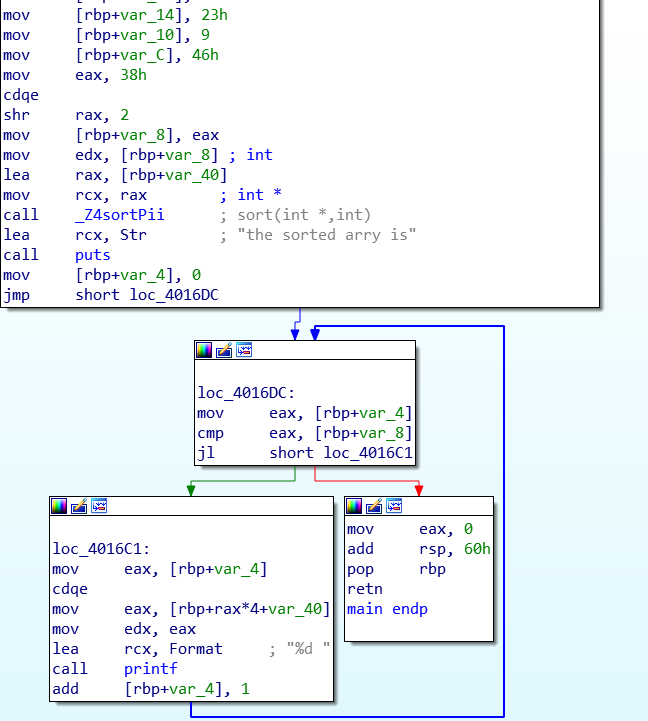 mov [rbp+var_14], 23h
mov [rbp+var_10], 9
mov [rbp+var_C], 46h
mov eax, 38h
cdqe
shr rax, 2
mov [rbp+var_8], eax
mov edx, [rbp+var_8] ; int
lea rax, [rbp+var_40]
mov rcx, rax ; int *
call _Z4sortPii ; sort(int *,int)
lea rcx, Str ; "the sorted arry is"
call puts
mov [rbp+var_4], 0
jmp short loc_4016DC
loc_4016DC:
mov eax, [rbp+var_4]
cmp eax, [rbp+var_8]
jl short loc_4016C1
loc_4016C1:
mov eax, [rbp+var_4]
cdqe
mov eax, [rbp+rax*4+var_40]
mov edx, eax
lea rcx, Format ; "%d "
call printf
add [rbp+var_4], 1
mov eax, 0
add rsp, 60h
pop rbp
retn
main endp